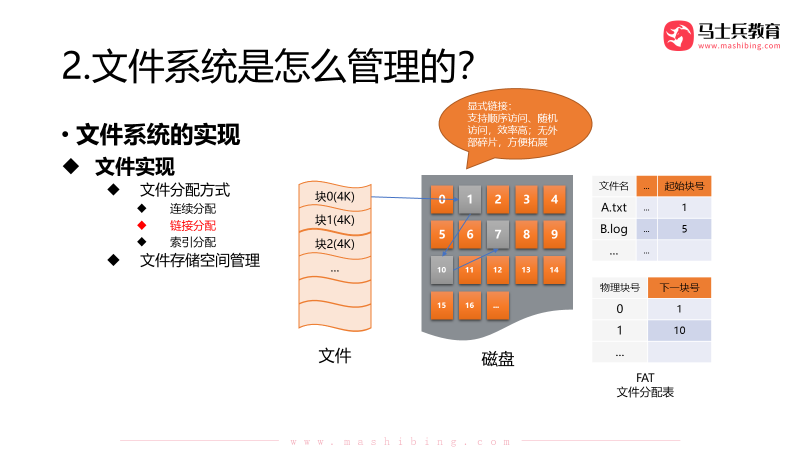 马士兵教育
www.mashibing.com
2.文件系统是怎么管理的?
• 文件系统的实现
◆ 文件实现
◆ 文件分配方式
◆ 连续分配
◆ 链接分配
◆ 索引分配
◆ 文件存储空间管理
显式链接：
支持顺序访问、随机
访问，效率高；无外
部碎片，方便拓展
块0(4K)
块1(4K)
块2(4K)
...
文件
0 1 2 3 4
5 6 7 8 9
10 11 12 13 14
15 16 ...
磁盘
文件名 ... 起始块号
A.txt ... 1
B.log ... 5
... ...
物理块号 下一块号
0 1
1 10
...
FAT
文件分配表
www.mashibing.com